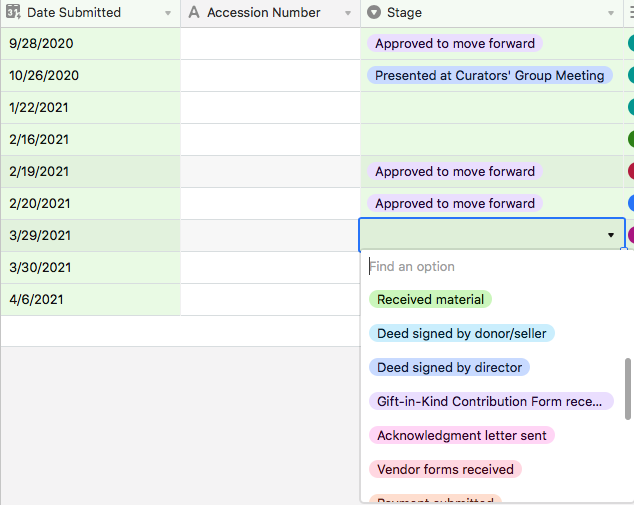 31 Date Submitted A Accession Number Stage
9/28/2020 Approved to move forward
10/26/2020 Presented at Curators' Group Meeting
1/22/2021
2/16/2021
2/19/2021 Approved to move forward
2/20/2021 Approved to move forward
3/29/2021
3/30/2021
4/6/2021
Find an option
Received material
Deed signed by donor/seller
Deed signed by director
Gift-in-Kind Contribution Form rece...
Acknowledgment letter sent
Vendor forms received
Payment submitted